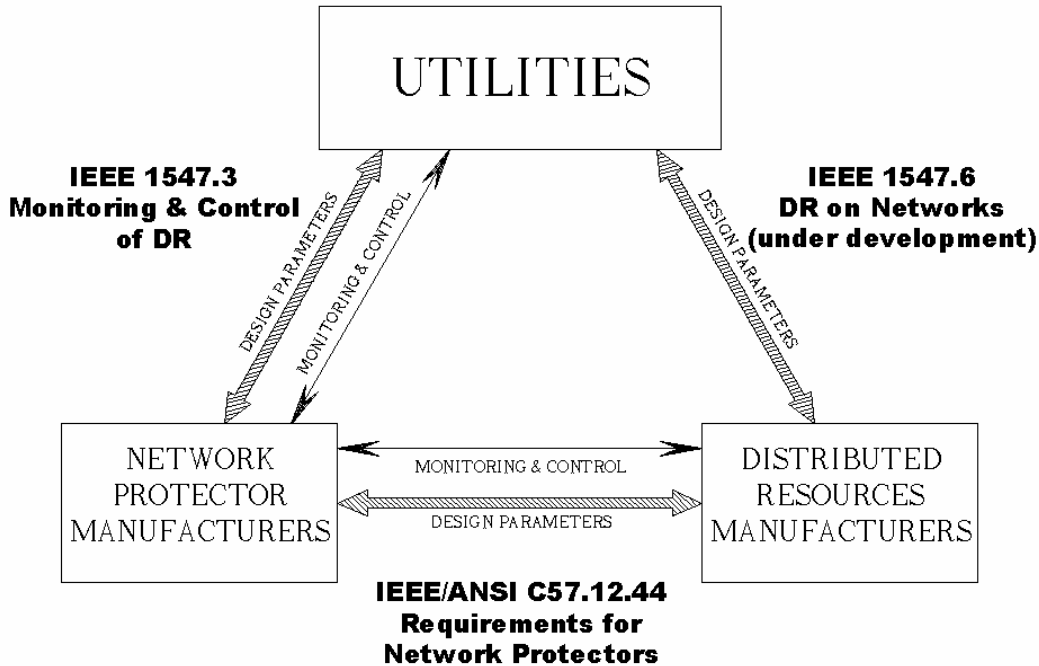 UTILITIES
IEEE 1547.3
Monitoring & Control
of DR
DESIGN PARAMETERS
MONITORING & CONTROL
DESIGN PARAMETERS
IEEE 1547.6
DR on Networks
(under development)
NETWORK
PROTECTOR
MANUFACTURERS
MONITORING & CONTROL
DESIGN PARAMETERS
DISTRIBUTED
RESOURCES
MANUFACTURERS
IEEE/ANSI C57.12.44
Requirements for
Network Protectors